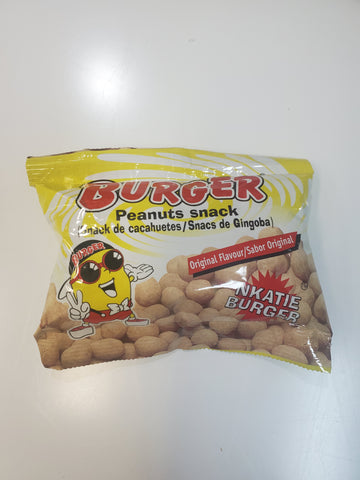 BURGER
Peanuts snack
(Snack de cacahuetes/Snacs de Gingoba)
Original Flavour/Sabor Original
BURGER
NKATIE
BURGER